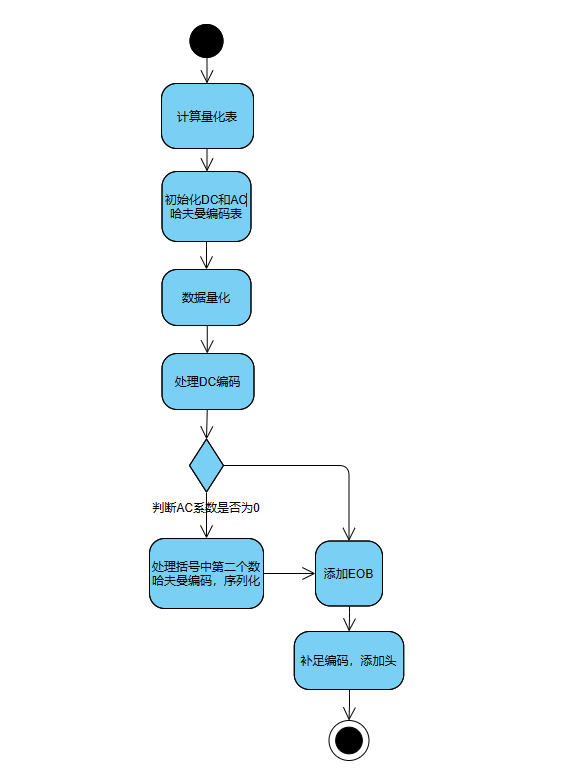 计算量化表
初始化DC和AC
哈夫曼编码表
数据量化
处理DC编码
判断AC系数是否为0
处理括号中第二个数
哈夫曼编码，序列化
添加EOB
补足编码，添加头